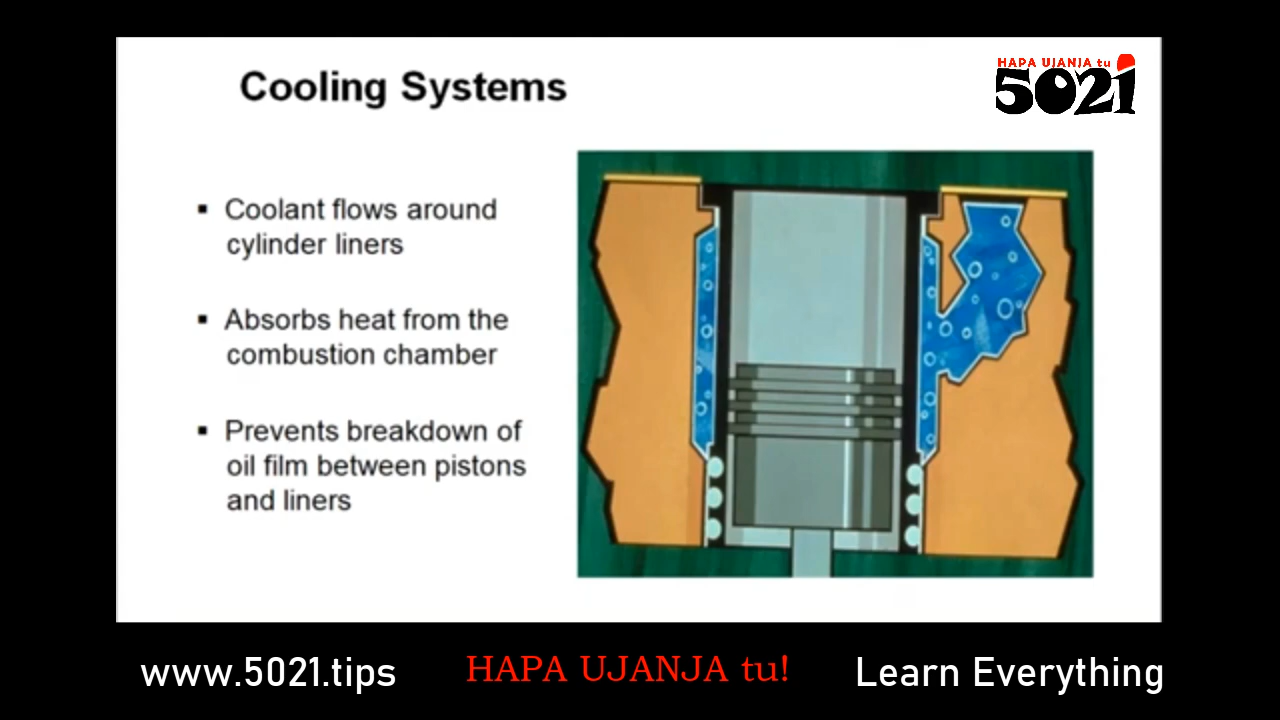 Cooling Systems
HAPA UJANJA tu
5021
▪ Coolant flows around
cylinder liners
▪ Absorbs heat from the
combustion chamber
▪ Prevents breakdown of
oil film between pistons
and liners
www.5021.tips
HAPA UJANJA tu!
Learn Everything